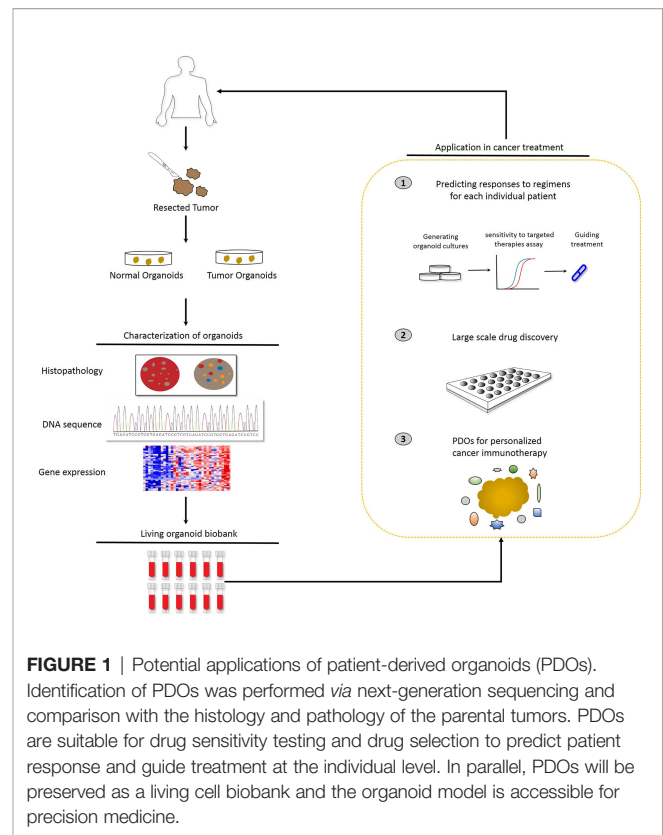 Resected Tumor
Normal Organoids
Tumor Organoids
Characterization of organoids
Histopathology
DNA sequence
Gene expression
Living organoid biobank
Application in cancer treatment
1
Predicting responses to regimens
for each individual patient
Generating
organoid cultures
sensitivity to targeted
therapies assay
Guiding
treatment
2
Large scale drug discovery
3
PDOs for personalized
cancer immunotherapy
FIGURE 1 | Potential applications of patient-derived organoids (PDOs).
Identification of PDOs was performed via next-generation sequencing and
comparison with the histology and pathology of the parental tumors. PDOs
are suitable for drug sensitivity testing and drug selection to predict patient
response and guide treatment at the individual level. In parallel, PDOs will be
preserved as a living cell biobank and the organoid model is accessible for
precision medicine.